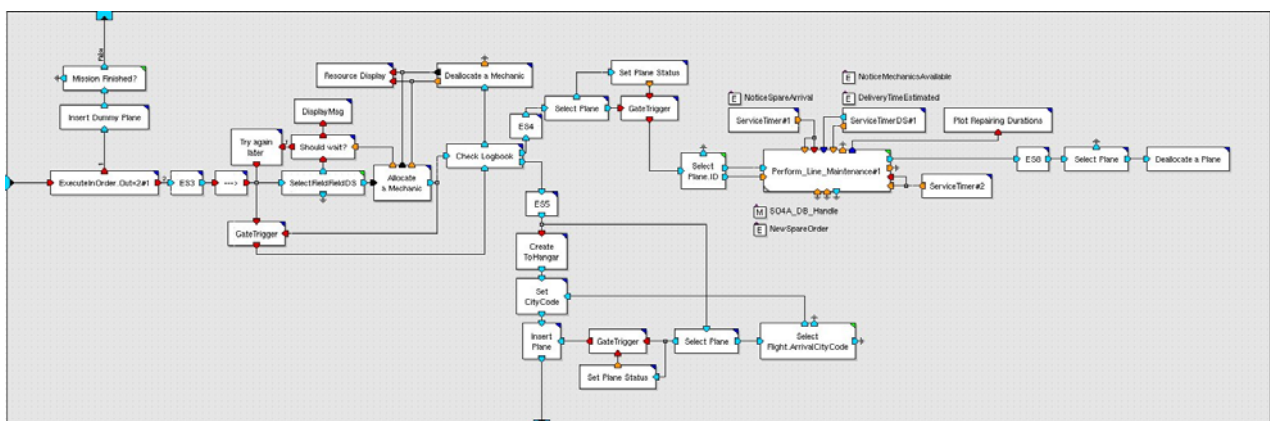 Mission Finished?
Insert Dummy Plane
ExecuteInOrder.Out×2#1
ES3
--->
Try again
later
GateTrigger
Resource Display
DisplayMsg
Should wait?
SelectFieldFieldDS
Deallocate a Mechanic
Allocate
a Mechanic
Check Logbook
ES4
ES5
Select Plane
Set Plane Status
GateTrigger
Create
ToHangar
Set
CityCode
Insert
Plane
GateTrigger
Set Plane Status
Select Plane
Select
Flight.ArrivalCityCode
Select
Plane.ID
E NoticeSpareArrival
ServiceTimer#1
E NoticeMechanicsAvailable
E DeliveryTimeEstimated
ServiceTimerDS#1
Plot Repairing Durations
Perform_Line_Maintenance#1
ServiceTimer#2
M SO4A_DB_Handle
E NewSpareOrder
ES8
Select Plane
Deallocate a Plane